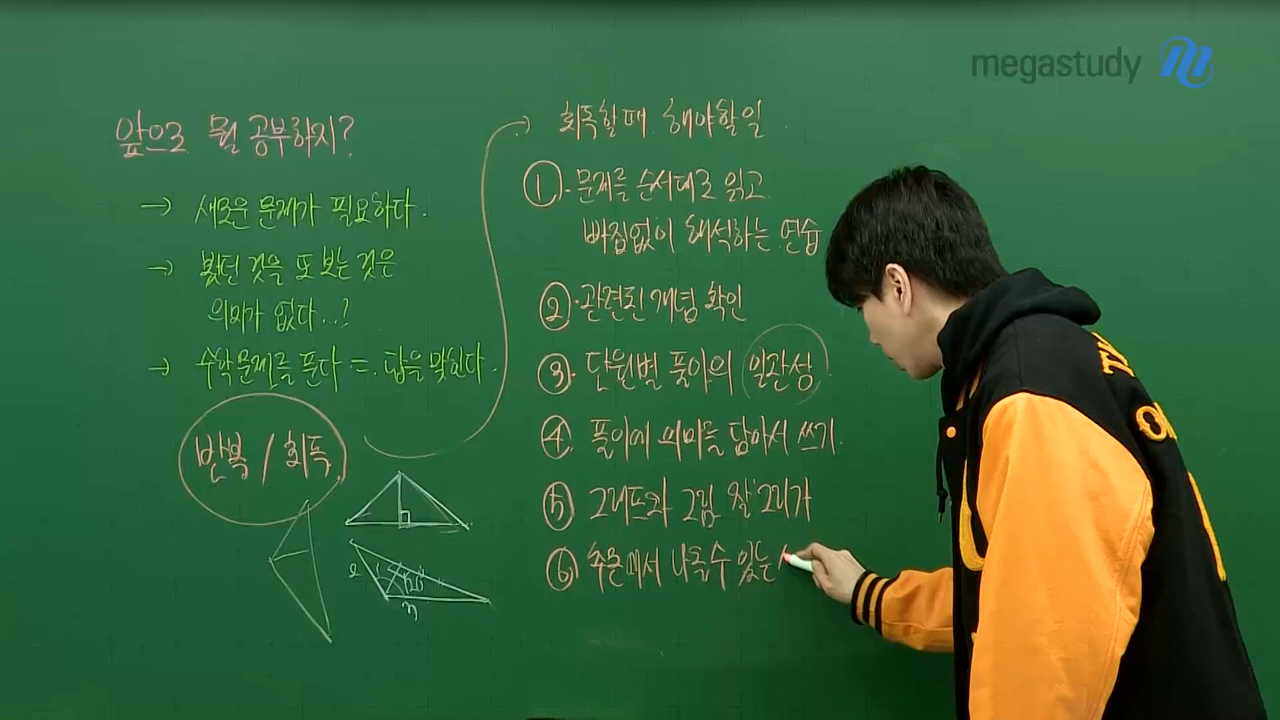 megastudy
앞으로 뭘 공부하지?
→ 새로운 문제가 필요하다.
→ 봤던 것을 또 보는 것은
의미가 없다...?
→ 수학문제를 푼다 = 답을 맞힌다.
반복 / 회독
회독할 때 해야할 일
① 문제를 순서대로 읽고
빠짐없이 해석하는 연습
② 관련된 개념 확인
③ 단원별 풀이의 일관성
④ 풀이에 의미를 담아서 쓰기.
⑤ 그래프와 그림 잘 그리기
⑥ 수능에서 나올 수 있는
2
120°